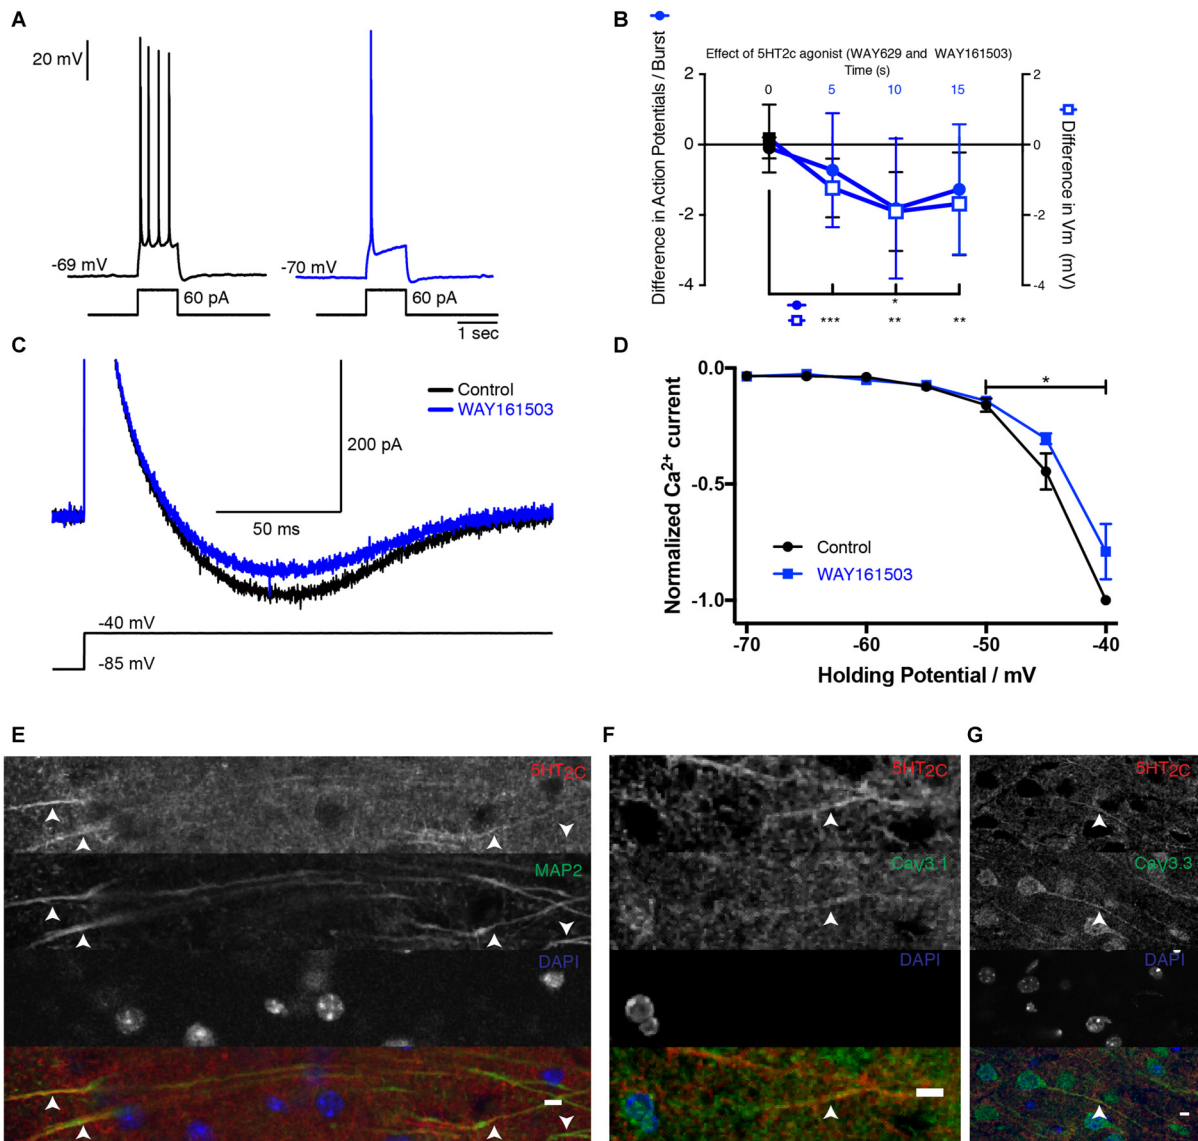 A
20 mV
-69 mV
60 pA
-70 mV
60 pA
1 sec
B
Difference in Action Potentials / Burst
Effect of 5HT2c agonist (WAY629 and WAY161503)
Time (s)
0 5 10 15
2
0
-2
-4
2
0
-2
-4
Difference in Vm (mV)
*
*** ** **
C
Control
WAY161503
200 pA
50 ms
-40 mV
-85 mV
D
Normalized Ca2+ current
0.0
-0.5
-1.0
*
Control
WAY161503
-70 -60 -50 -40
Holding Potential / mV
E
5HT2C
MAP2
DAPI
F
5HT2C
CaV3.1
DAPI
G
5HT2C
CaV3.3
DAPI